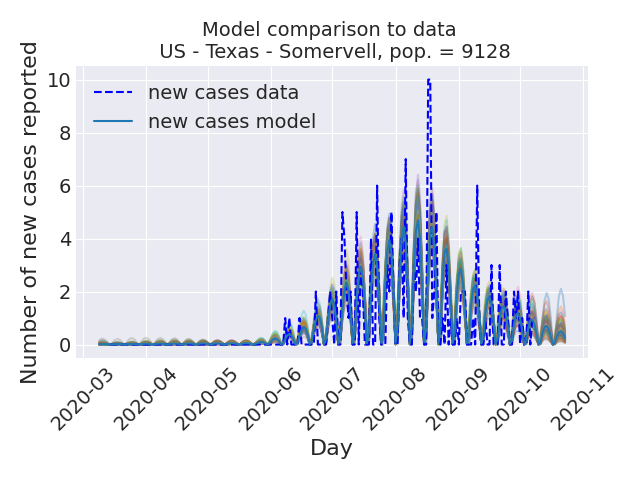 Model comparison to data
US - Texas - Somervell, pop. = 9128
Number of new cases reported
10
8
6
4
2
0
new cases data
new cases model
2020-03
2020-04
2020-05
2020-06
2020-07
2020-08
2020-09
2020-10
2020-11
Day